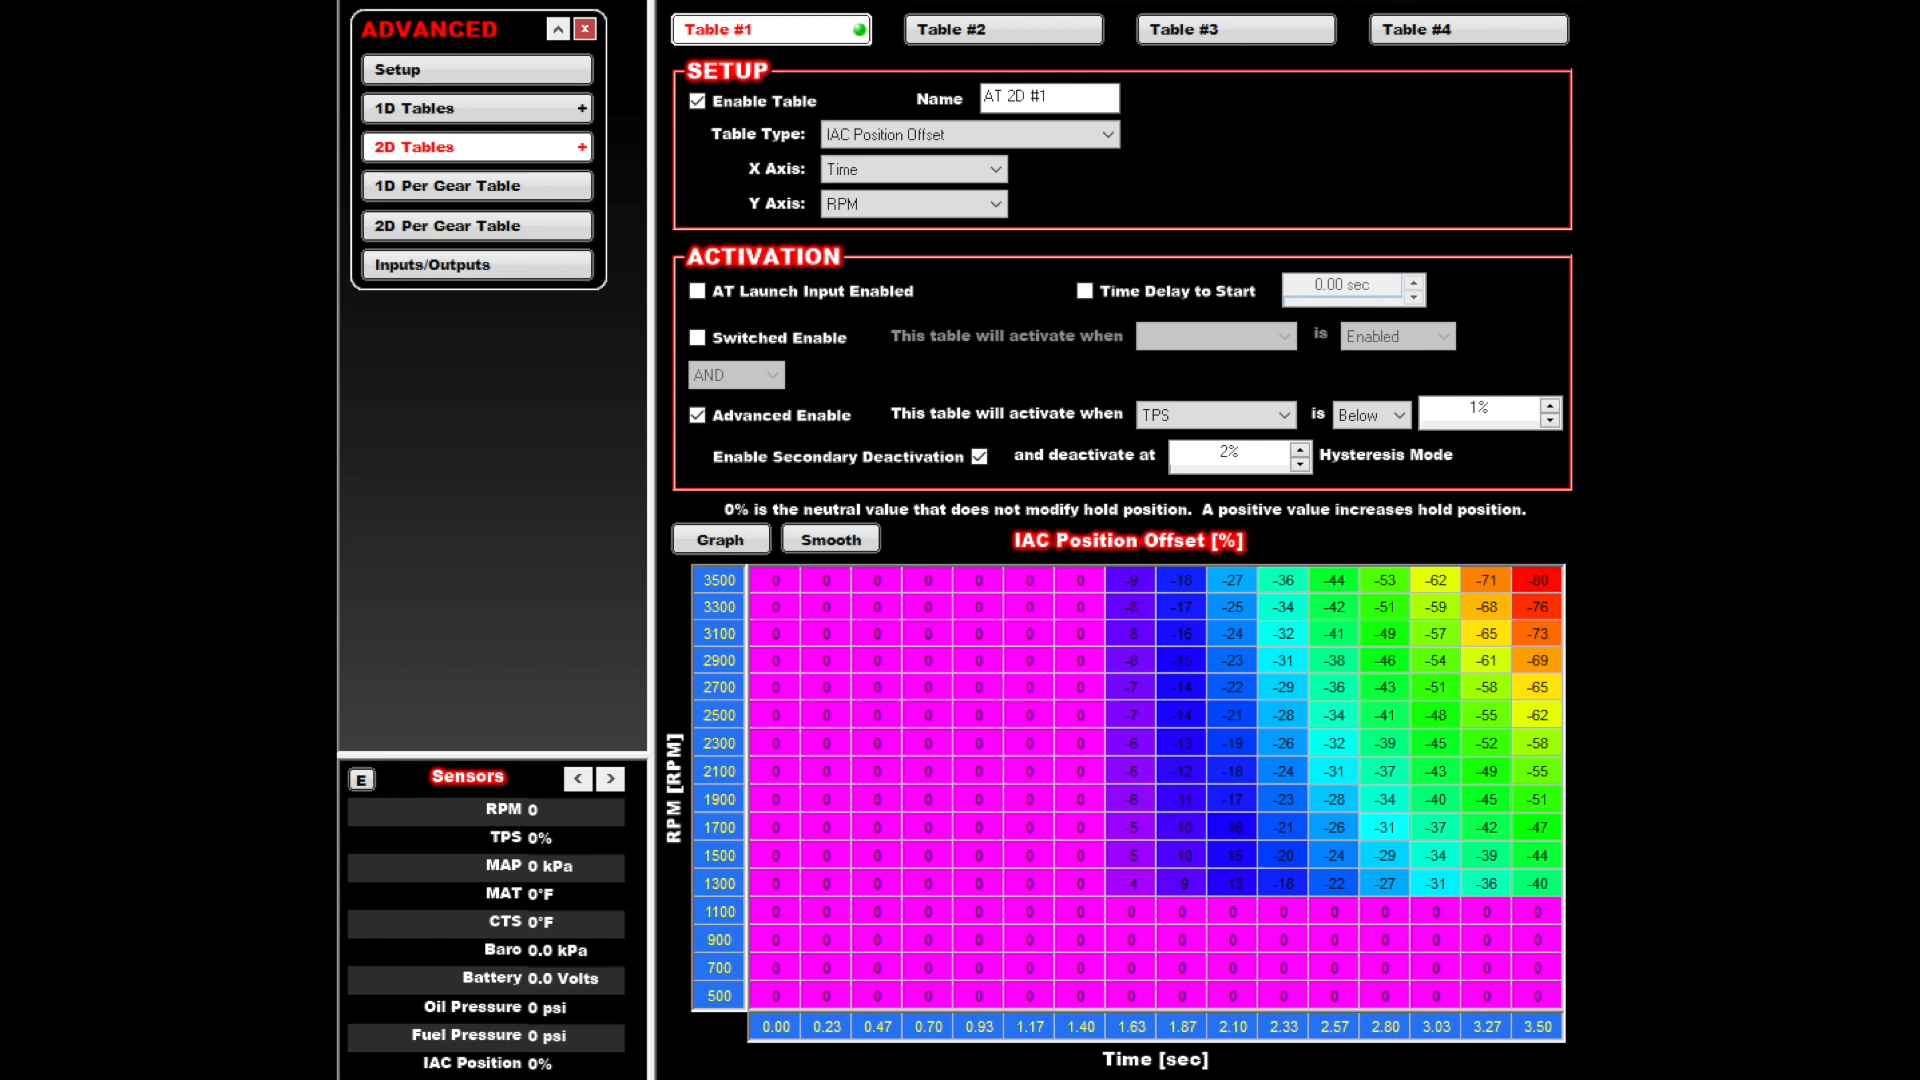 ADVANCED
Setup
1D Tables +
2D Tables +
1D Per Gear Table
2D Per Gear Table
Inputs/Outputs
E Sensors < >
RPM 0
TPS 0%
MAP 0 kPa
MAT 0°F
CTS 0°F
Baro 0.0 kPa
Battery 0.0 Volts
Oil Pressure 0 psi
Fuel Pressure 0 psi
IAC Position 0%
Table #1 Table #2 Table #3 Table #4
SETUP
Enable Table Name AT 2D #1
Table Type: IAC Position Offset
X Axis: Time
Y Axis: RPM
ACTIVATION
AT Launch Input Enabled Time Delay to Start 0.00 sec
Switched Enable This table will activate when is Enabled
AND
Advanced Enable This table will activate when TPS is Below 1%
Enable Secondary Deactivation and deactivate at 2% Hysteresis Mode
0% is the neutral value that does not modify hold position. A positive value increases hold position.
Graph Smooth IAC Position Offset [%]
RPM [RPM]
3500 0 0 0 0 0 0 0 -9 -18 -27 -36 -44 -53 -62 -71 -80
3300 0 0 0 0 0 0 0 -8 -17 -25 -34 -42 -51 -59 -68 -76
3100 0 0 0 0 0 0 0 -8 -16 -24 -32 -41 -49 -57 -65 -73
2900 0 0 0 0 0 0 0 -8 -15 -23 -31 -38 -46 -54 -61 -69
2700 0 0 0 0 0 0 0 -7 -14 -22 -29 -36 -43 -51 -58 -65
2500 0 0 0 0 0 0 0 -7 -14 -21 -28 -34 -41 -48 -55 -62
2300 0 0 0 0 0 0 0 -6 -13 -19 -26 -32 -39 -45 -52 -58
2100 0 0 0 0 0 0 0 -6 -12 -18 -24 -31 -37 -43 -49 -55
1900 0 0 0 0 0 0 0 -6 -11 -17 -23 -28 -34 -40 -45 -51
1700 0 0 0 0 0 0 0 -5 -10 -16 -21 -26 -31 -37 -42 -47
1500 0 0 0 0 0 0 0 -5 -10 -15 -20 -24 -29 -34 -39 -44
1300 0 0 0 0 0 0 0 -4 -9 -13 -18 -22 -27 -31 -36 -40
1100 0 0 0 0 0 0 0 0 0 0 0 0 0 0 0 0
900 0 0 0 0 0 0 0 0 0 0 0 0 0 0 0 0
700 0 0 0 0 0 0 0 0 0 0 0 0 0 0 0 0
500 0 0 0 0 0 0 0 0 0 0 0 0 0 0 0 0
0.00 0.23 0.47 0.70 0.93 1.17 1.40 1.63 1.87 2.10 2.33 2.57 2.80 3.03 3.27 3.50
Time [sec]